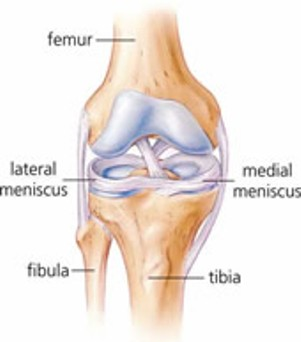 femur
lateral
meniscus
medial
meniscus
fibula
tibia